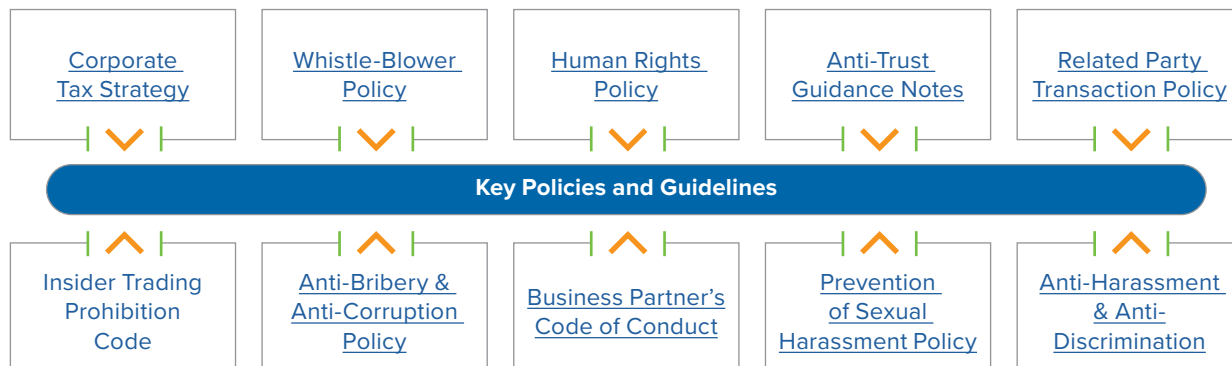 Corporate
Tax Strategy
Whistle-Blower
Policy
Human Rights
Policy
Anti-Trust
Guidance Notes
Related Party
Transaction Policy
Key Policies and Guidelines
Insider Trading
Prohibition
Code
Anti-Bribery &
Anti-Corruption
Policy
Business Partner’s
Code of Conduct
Prevention
of Sexual
Harassment Policy
Anti-Harassment
& Anti-
Discrimination